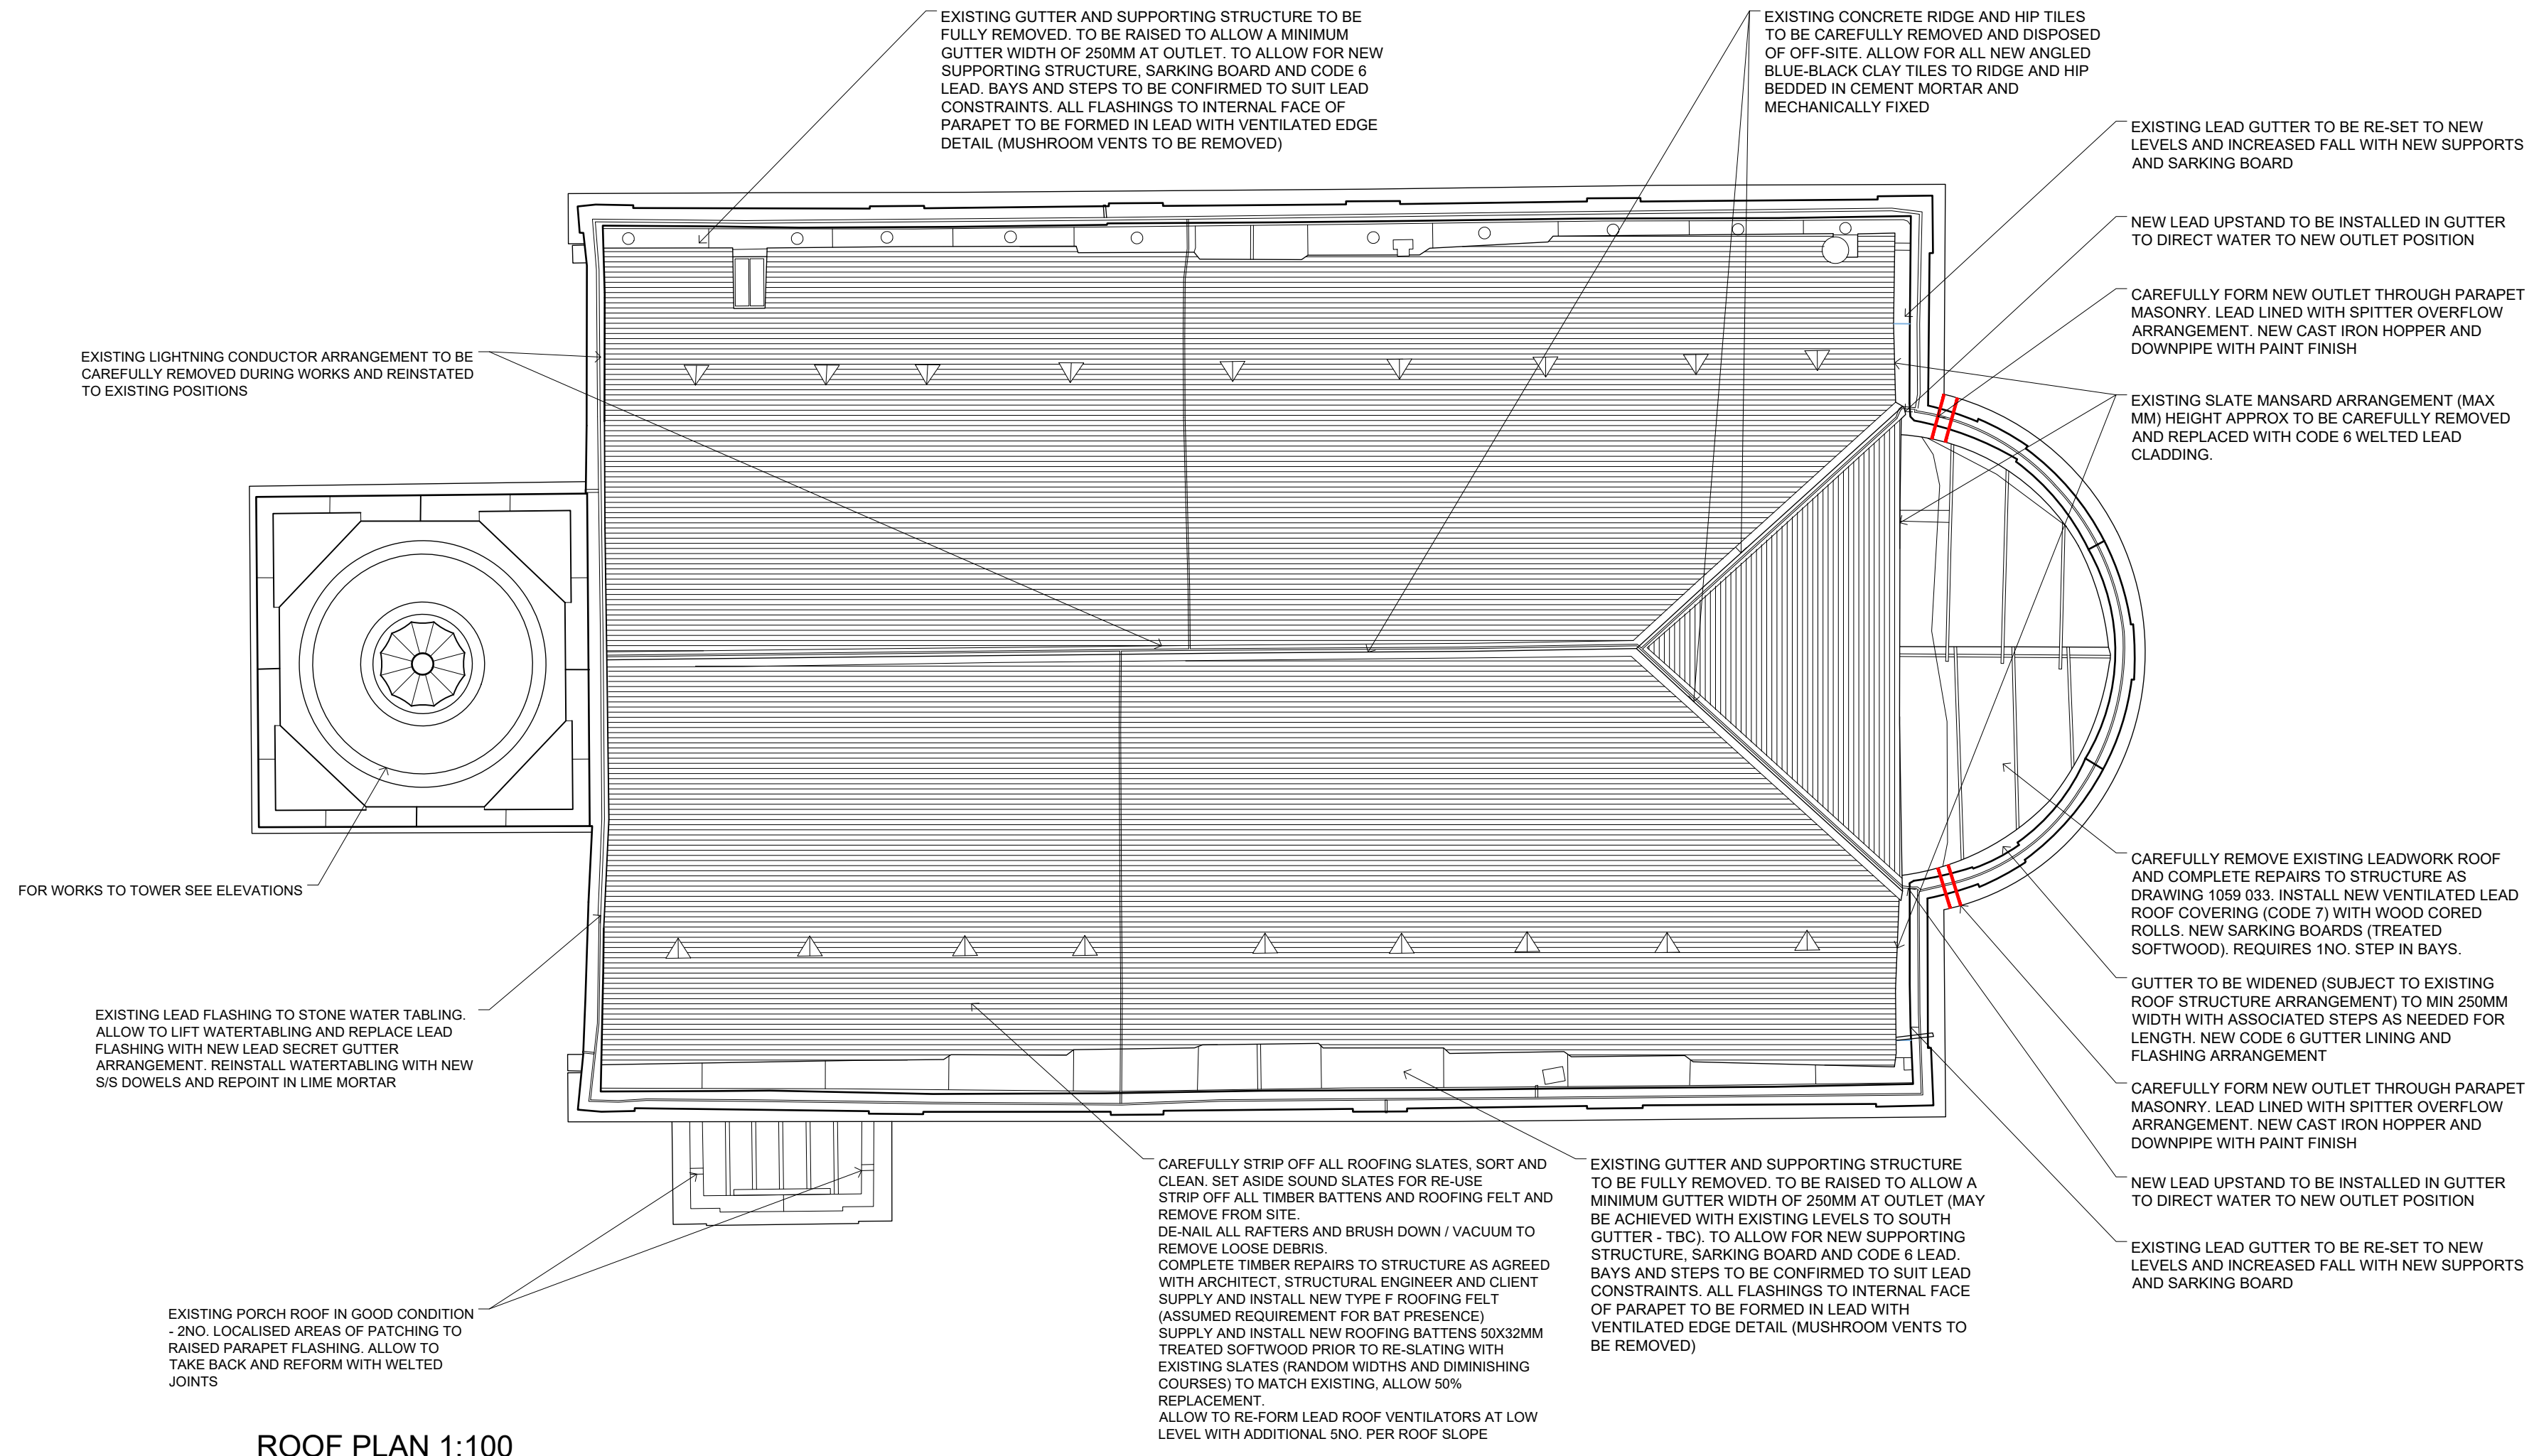 EXISTING GUTTER AND SUPPORTING STRUCTURE TO BE
FULLY REMOVED. TO BE RAISED TO ALLOW A MINIMUM
GUTTER WIDTH OF 250MM AT OUTLET. TO ALLOW FOR NEW
SUPPORTING STRUCTURE, SARKING BOARD AND CODE 6
LEAD. BAYS AND STEPS TO BE CONFIRMED TO SUIT LEAD
CONSTRAINTS. ALL FLASHINGS TO INTERNAL FACE OF
PARAPET TO BE FORMED IN LEAD WITH VENTILATED EDGE
DETAIL (MUSHROOM VENTS TO BE REMOVED)
EXISTING CONCRETE RIDGE AND HIP TILES
TO BE CAREFULLY REMOVED AND DISPOSED
OF OFF-SITE. ALLOW FOR ALL NEW ANGLED
BLUE-BLACK CLAY TILES TO RIDGE AND HIP
BEDDED IN CEMENT MORTAR AND
MECHANICALLY FIXED
EXISTING LEAD GUTTER TO BE RE-SET TO NEW
LEVELS AND INCREASED FALL WITH NEW SUPPORTS
AND SARKING BOARD
NEW LEAD UPSTAND TO BE INSTALLED IN GUTTER
TO DIRECT WATER TO NEW OUTLET POSITION
CAREFULLY FORM NEW OUTLET THROUGH PARAPET
MASONRY. LEAD LINED WITH SPITTER OVERFLOW
ARRANGEMENT. NEW CAST IRON HOPPER AND
DOWNPIPE WITH PAINT FINISH
EXISTING LIGHTNING CONDUCTOR ARRANGEMENT TO BE
CAREFULLY REMOVED DURING WORKS AND REINSTATED
TO EXISTING POSITIONS
EXISTING SLATE MANSARD ARRANGEMENT (MAX
MM) HEIGHT APPROX TO BE CAREFULLY REMOVED
AND REPLACED WITH CODE 6 WELTED LEAD
CLADDING.
FOR WORKS TO TOWER SEE ELEVATIONS
CAREFULLY REMOVE EXISTING LEADWORK ROOF
AND COMPLETE REPAIRS TO STRUCTURE AS
DRAWING 1059 033. INSTALL NEW VENTILATED LEAD
ROOF COVERING (CODE 7) WITH WOOD CORED
ROLLS. NEW SARKING BOARDS (TREATED
SOFTWOOD). REQUIRES 1NO. STEP IN BAYS.
GUTTER TO BE WIDENED (SUBJECT TO EXISTING
ROOF STRUCTURE ARRANGEMENT) TO MIN 250MM
WIDTH WITH ASSOCIATED STEPS AS NEEDED FOR
LENGTH. NEW CODE 6 GUTTER LINING AND
FLASHING ARRANGEMENT
EXISTING LEAD FLASHING TO STONE WATER TABLING.
ALLOW TO LIFT WATERTABLING AND REPLACE LEAD
FLASHING WITH NEW LEAD SECRET GUTTER
ARRANGEMENT. REINSTALL WATERTABLING WITH NEW
S/S DOWELS AND REPOINT IN LIME MORTAR
CAREFULLY FORM NEW OUTLET THROUGH PARAPET
MASONRY. LEAD LINED WITH SPITTER OVERFLOW
ARRANGEMENT. NEW CAST IRON HOPPER AND
DOWNPIPE WITH PAINT FINISH
CAREFULLY STRIP OFF ALL ROOFING SLATES, SORT AND
CLEAN. SET ASIDE SOUND SLATES FOR RE-USE
STRIP OFF ALL TIMBER BATTENS AND ROOFING FELT AND
REMOVE FROM SITE.
DE-NAIL ALL RAFTERS AND BRUSH DOWN / VACUUM TO
REMOVE LOOSE DEBRIS.
COMPLETE TIMBER REPAIRS TO STRUCTURE AS AGREED
WITH ARCHITECT, STRUCTURAL ENGINEER AND CLIENT
SUPPLY AND INSTALL NEW TYPE F ROOFING FELT
(ASSUMED REQUIREMENT FOR BAT PRESENCE)
SUPPLY AND INSTALL NEW ROOFING BATTENS 50X32MM
TREATED SOFTWOOD PRIOR TO RE-SLATING WITH
EXISTING SLATES (RANDOM WIDTHS AND DIMINISHING
COURSES) TO MATCH EXISTING, ALLOW 50%
REPLACEMENT.
ALLOW TO RE-FORM LEAD ROOF VENTILATORS AT LOW
LEVEL WITH ADDITIONAL 5NO. PER ROOF SLOPE
EXISTING GUTTER AND SUPPORTING STRUCTURE
TO BE FULLY REMOVED. TO BE RAISED TO ALLOW A
MINIMUM GUTTER WIDTH OF 250MM AT OUTLET (MAY
BE ACHIEVED WITH EXISTING LEVELS TO SOUTH
GUTTER - TBC). TO ALLOW FOR NEW SUPPORTING
STRUCTURE, SARKING BOARD AND CODE 6 LEAD.
BAYS AND STEPS TO BE CONFIRMED TO SUIT LEAD
CONSTRAINTS. ALL FLASHINGS TO INTERNAL FACE
OF PARAPET TO BE FORMED IN LEAD WITH
VENTILATED EDGE DETAIL (MUSHROOM VENTS TO
BE REMOVED)
NEW LEAD UPSTAND TO BE INSTALLED IN GUTTER
TO DIRECT WATER TO NEW OUTLET POSITION
EXISTING LEAD GUTTER TO BE RE-SET TO NEW
LEVELS AND INCREASED FALL WITH NEW SUPPORTS
AND SARKING BOARD
EXISTING PORCH ROOF IN GOOD CONDITION
- 2NO. LOCALISED AREAS OF PATCHING TO
RAISED PARAPET FLASHING. ALLOW TO
TAKE BACK AND REFORM WITH WELTED
JOINTS
ROOF PLAN 1:100